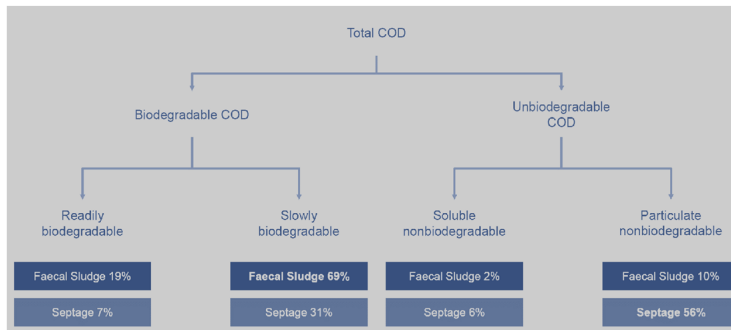 Total COD
Biodegradable COD
Unbiodegradable
COD
Readily
biodegradable
Slowly
biodegradable
Soluble
nonbiodegradable
Particulate
nonbiodegradable
Faecal Sludge 19%
Faecal Sludge 69%
Faecal Sludge 2%
Faecal Sludge 10%
Septage 7%
Septage 31%
Septage 6%
Septage 56%